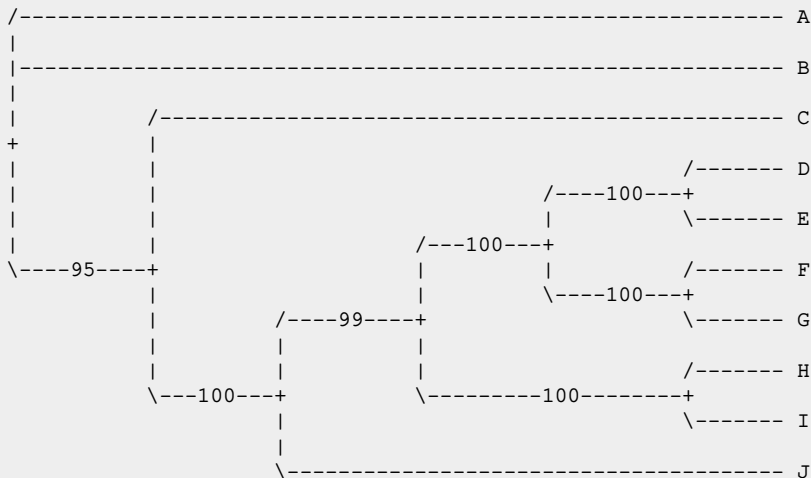 /------------------------------------------------------------ A
|
|------------------------------------------------------------ B
|
|          /------------------------------------------------- C
+          |
|          |                                         /------- D
|          |                              /----100---+
|          |                              |          \------- E
|          |                    /---100---+
\----95----+                    |         |          /------- F
           |                    |         \----100---+
           |         /----99----+                    \------- G
           |         |          |
           |         |          |                    /------- H
           \---100---+          \---------100--------+
                     |                               \------- I
                     |
                     \--------------------------------------- J